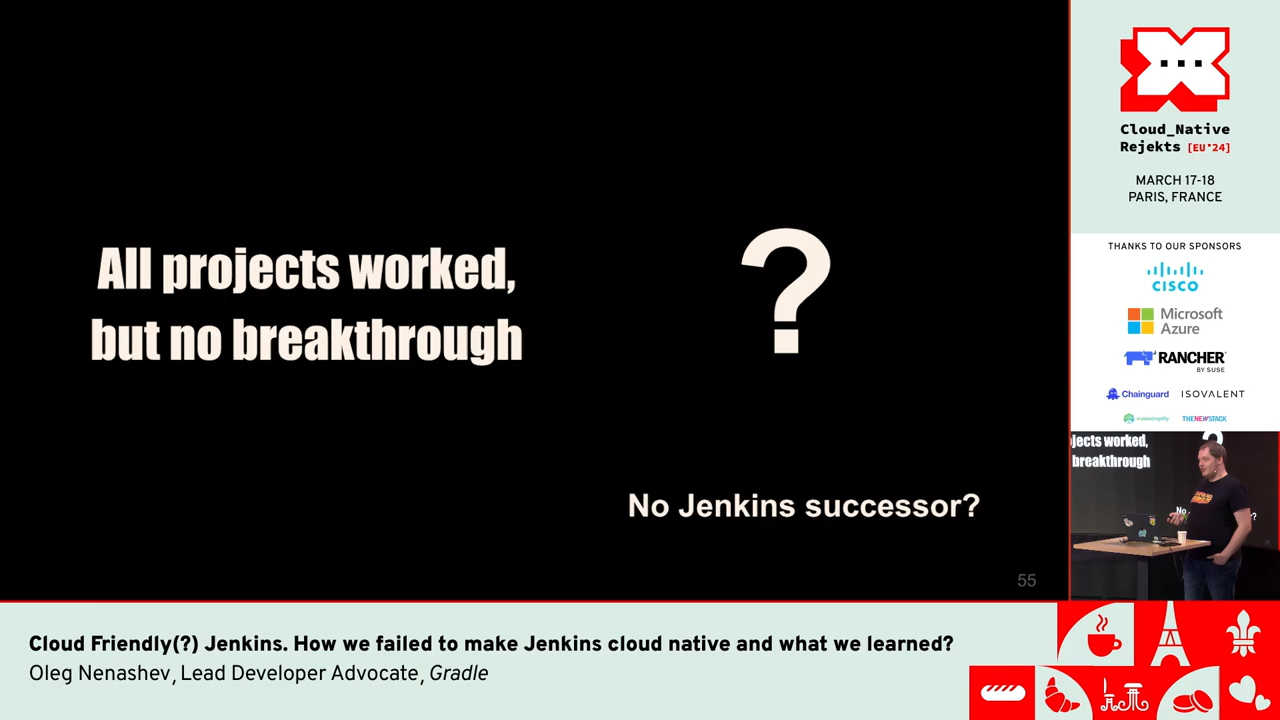 All projects worked,
but no breakthrough
?
No Jenkins successor?
55
Cloud_Native
Rejekts [EU*24]
MARCH 17-18
PARIS, FRANCE
THANKS TO OUR SPONSORS
CISCO
Microsoft
Azure
RANCHER
BY SUSE
Chainguard
ISOVALENT
THENEWSTACK
jects worked,
breakthrough
?
No
?
Cloud Friendly(?) Jenkins. How we failed to make Jenkins cloud native and what we learned?
Oleg Nenashev, Lead Developer Advocate, Gradle